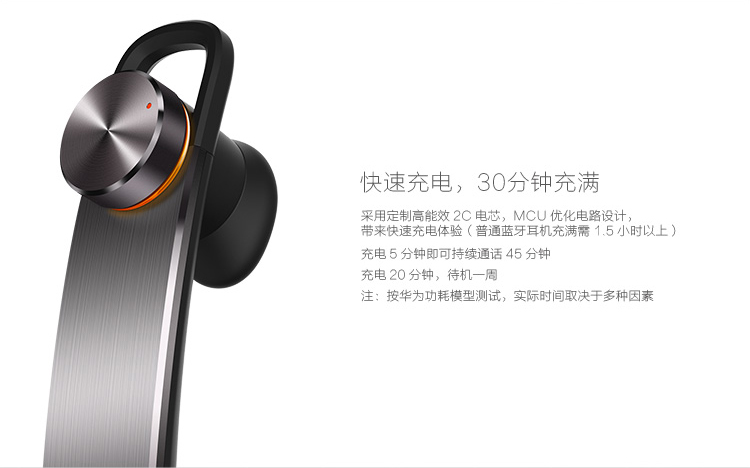 快速充电，30分钟充满
采用定制高能效 2C 电芯，MCU 优化电路设计，
带来快速充电体验（普通蓝牙耳机充满需 1.5 小时以上）
充电 5 分钟即可持续通话 45 分钟
充电 20 分钟，待机一周
注：按华为功耗模型测试，实际时间取决于多种因素